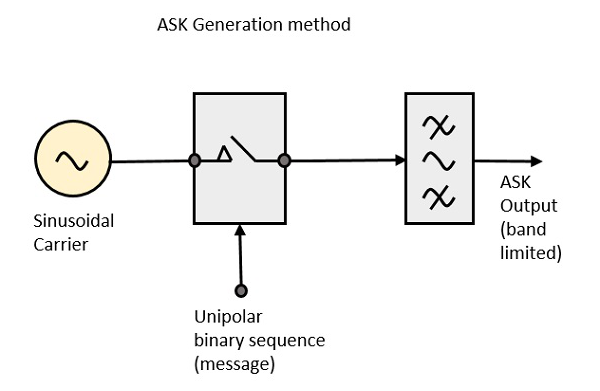 ASK Generation method
Sinusoidal
Carrier
ASK
Output
(band
limited)
Unipolar
binary sequence
(message)